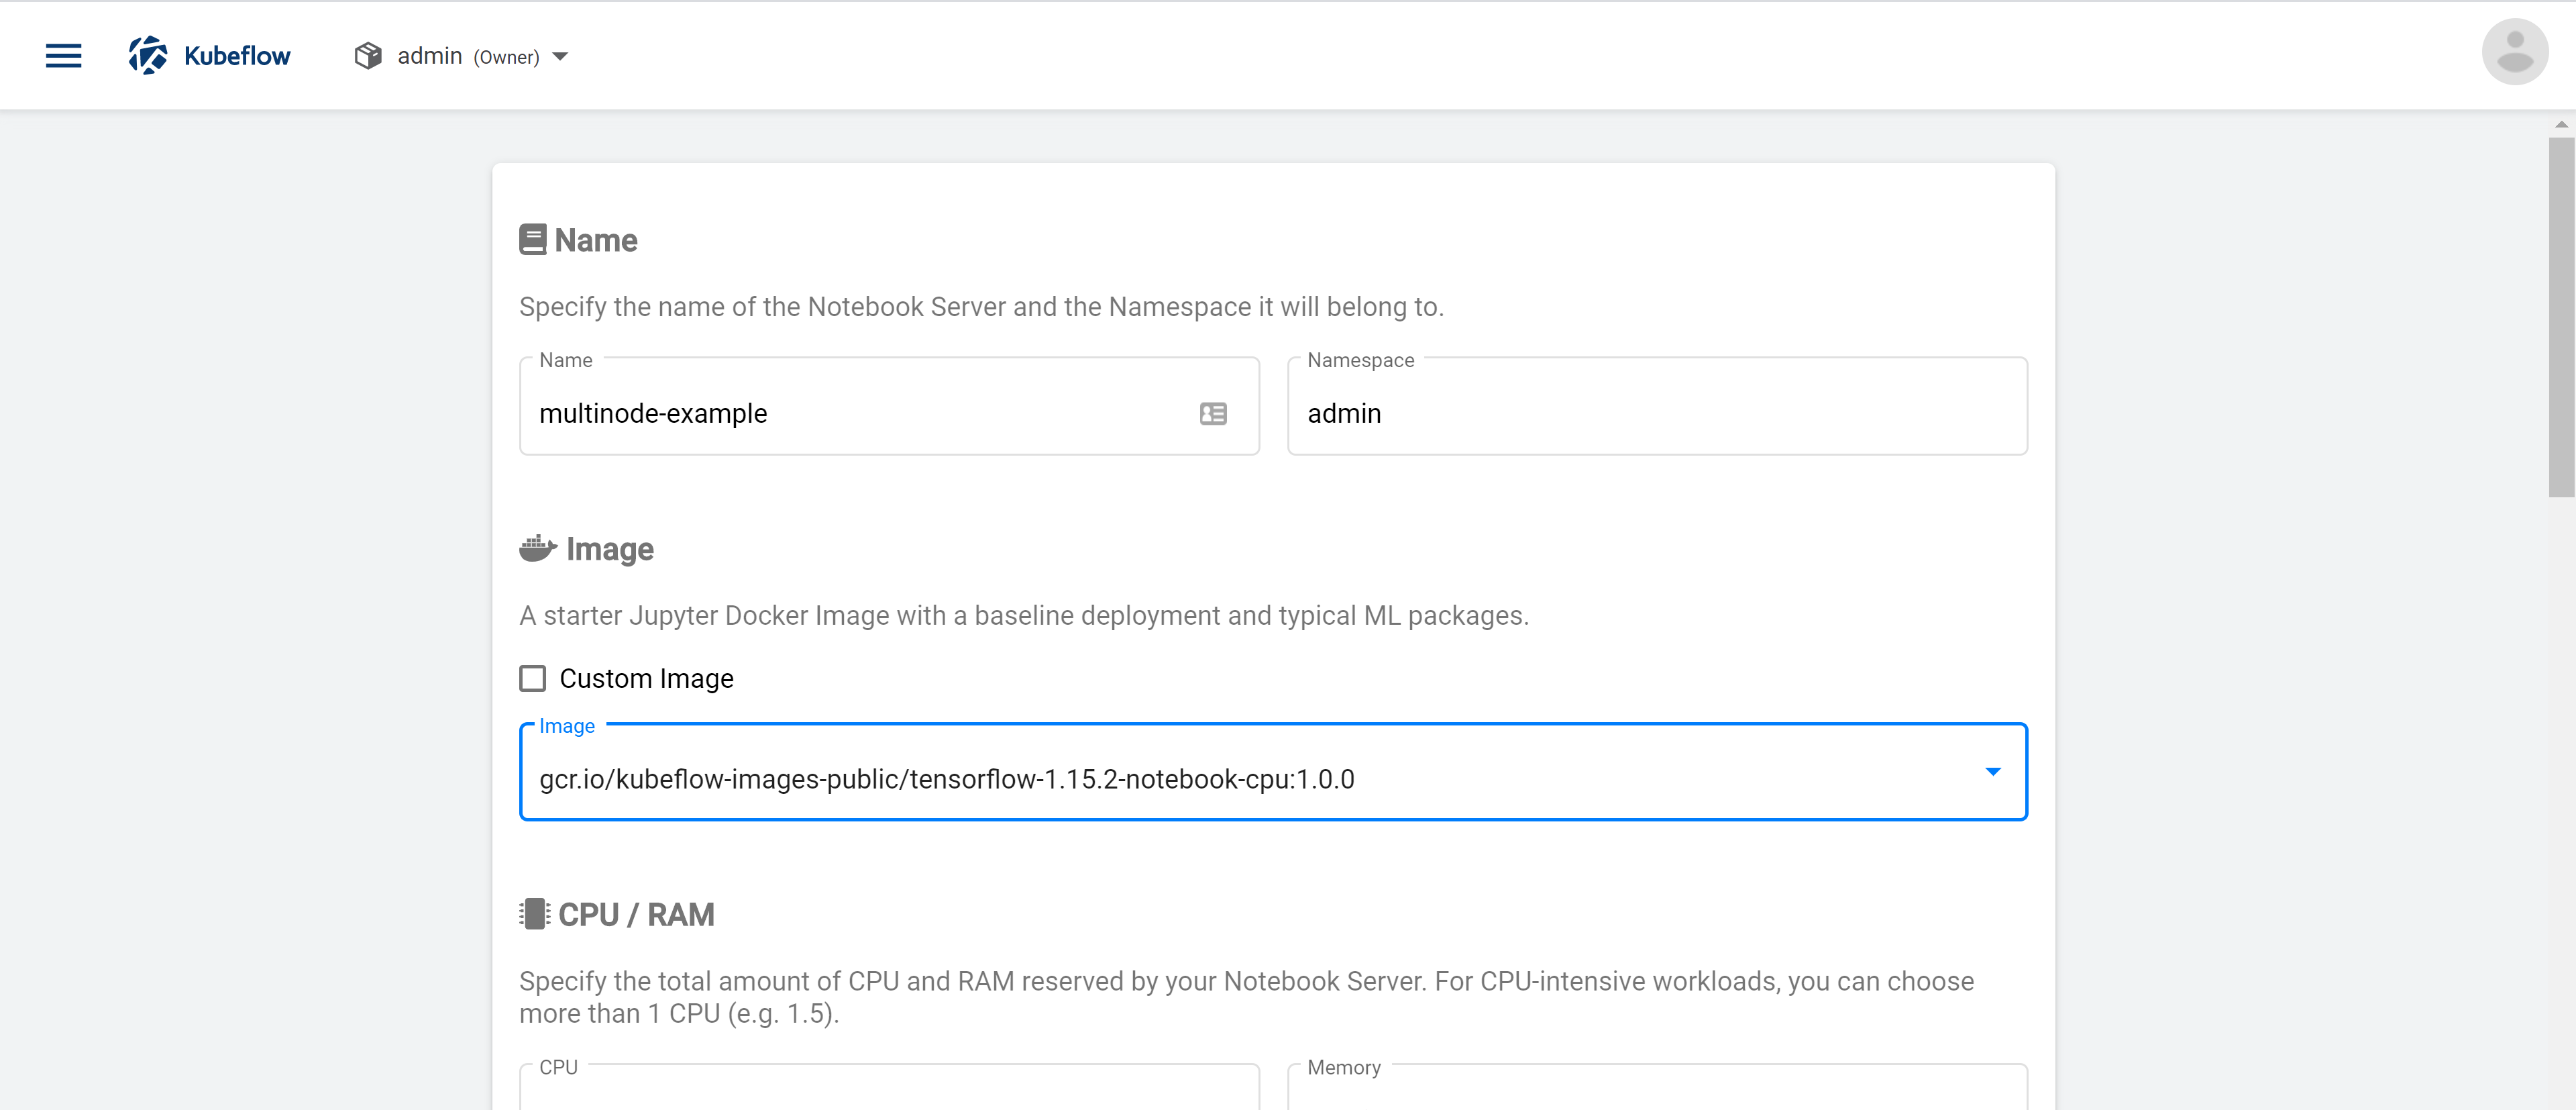 Kubeflow
admin (Owner)
Name
Specify the name of the Notebook Server and the Namespace it will belong to.
Name
multinode-example
Namespace
admin
Image
A starter Jupyter Docker Image with a baseline deployment and typical ML packages.
Custom Image
Image
gcr.io/kubeflow-images-public/tensorflow-1.15.2-notebook-cpu:1.0.0
CPU / RAM
Specify the total amount of CPU and RAM reserved by your Notebook Server. For CPU-intensive workloads, you can choose
more than 1 CPU (e.g. 1.5).
CPU
Memory